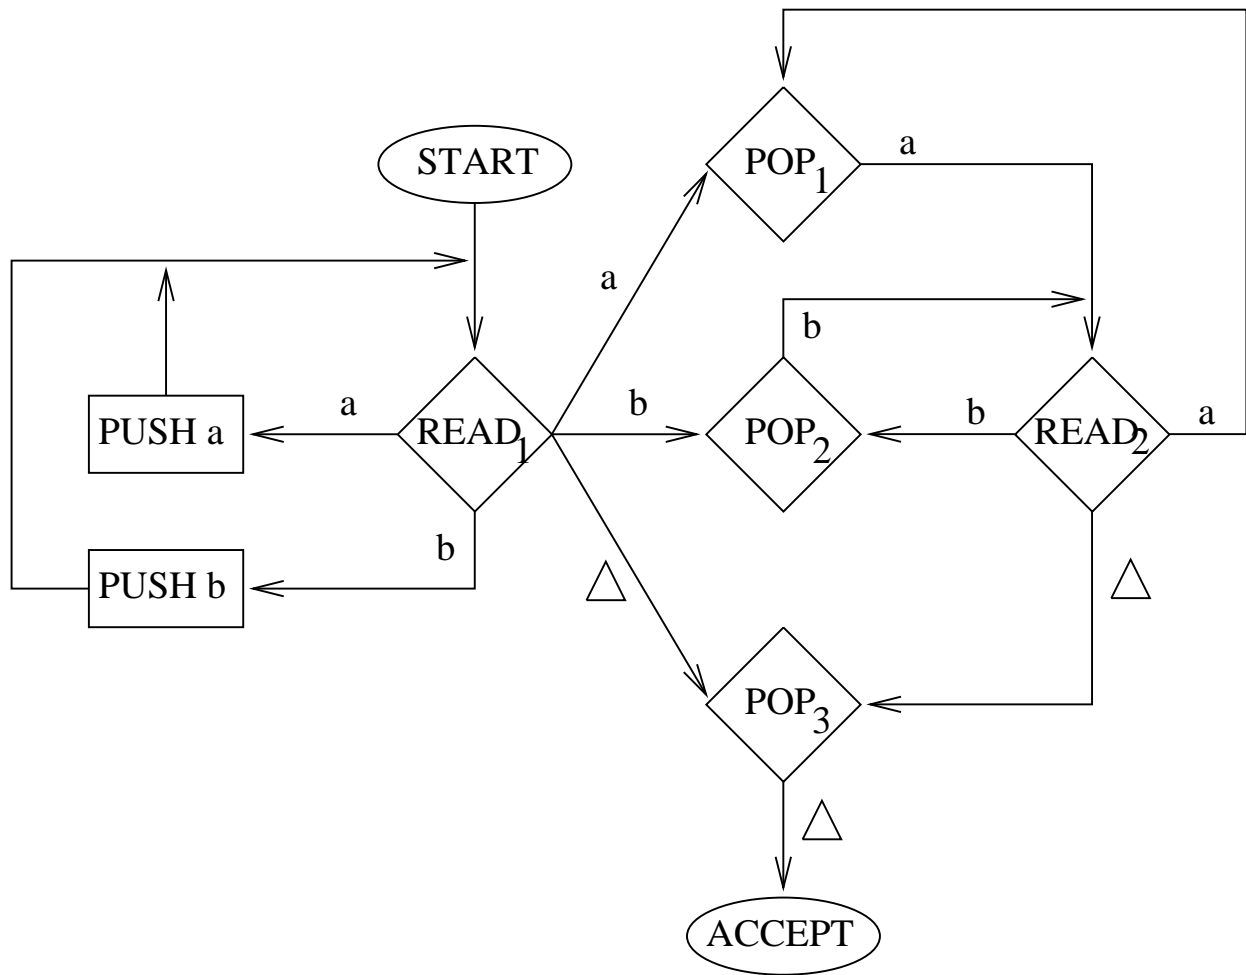 START
POP1
a
a
b
PUSH a
a
READ1
b
POP2
b
READ2
a
PUSH b
b
△
△
POP3
△
ACCEPT